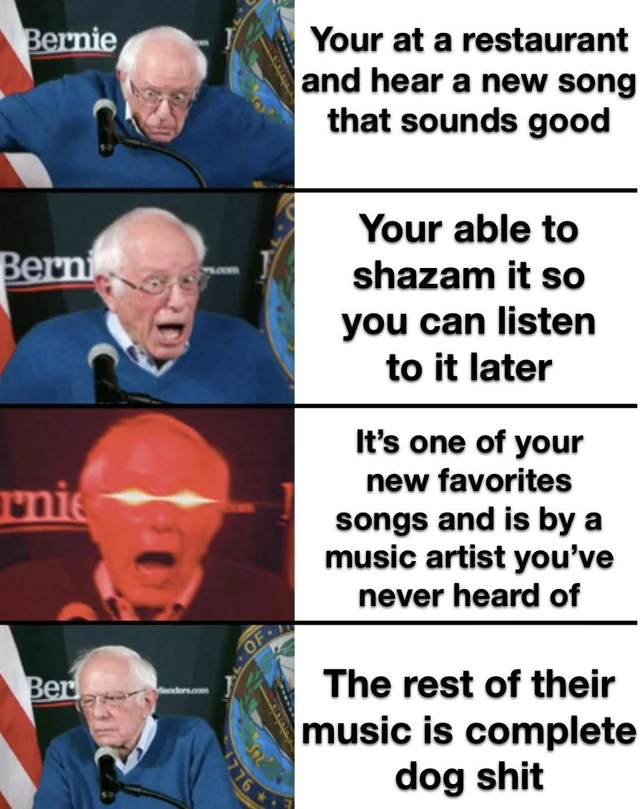 Bernie
Your at a restaurant
and hear a new song
that sounds good
Berni
Your able to
shazam it so
you can listen
to it later
rnie
It's one of your
new favorites
songs and is by a
music artist you've
never heard of
Ber
Sanders.com
OF
1776
The rest of their
music is complete
dog shit